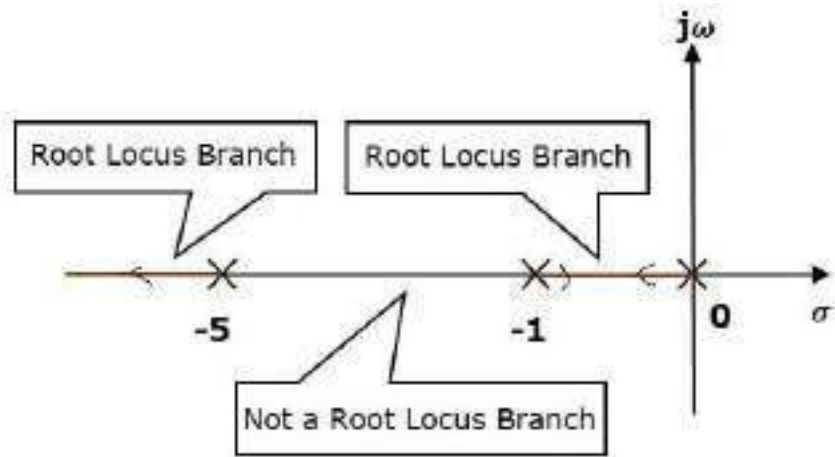 jω
Root Locus Branch
Root Locus Branch
-5
-1
0
σ
Not a Root Locus Branch